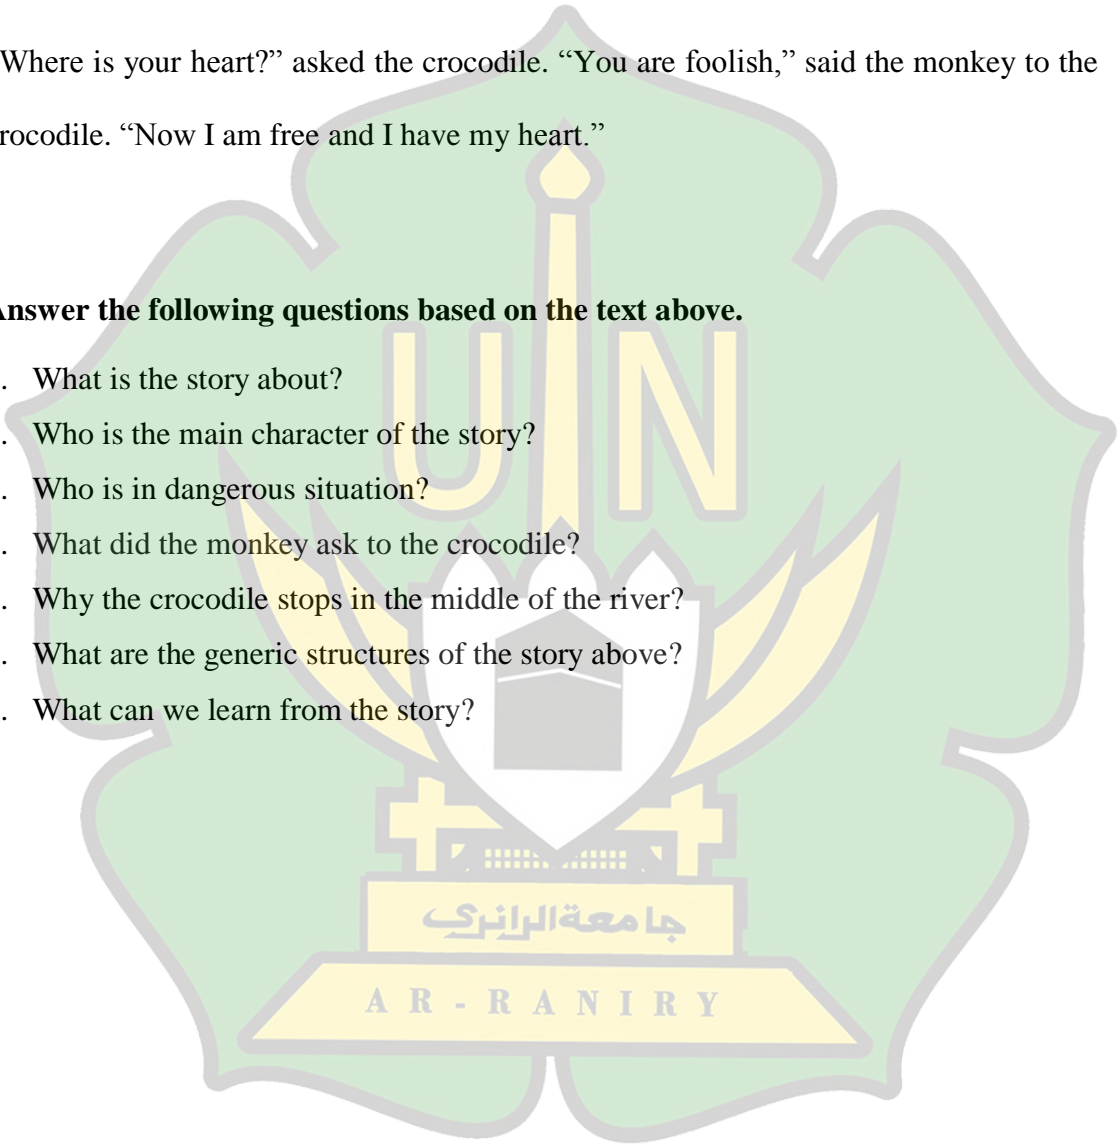 Where is your heart?” asked the crocodile. “You are foolish,” said the monkey to the
rocodile. “Now I am free and I have my heart.”
Answer the following questions based on the text above.
. What is the story about?
. Who is the main character of the story?
. Who is in dangerous situation?
. What did the monkey ask to the crocodile?
. Why the crocodile stops in the middle of the river?
. What are the generic structures of the story above?
. What can we learn from the story?
UIN
جامعةالرانري
AR-RANIRY